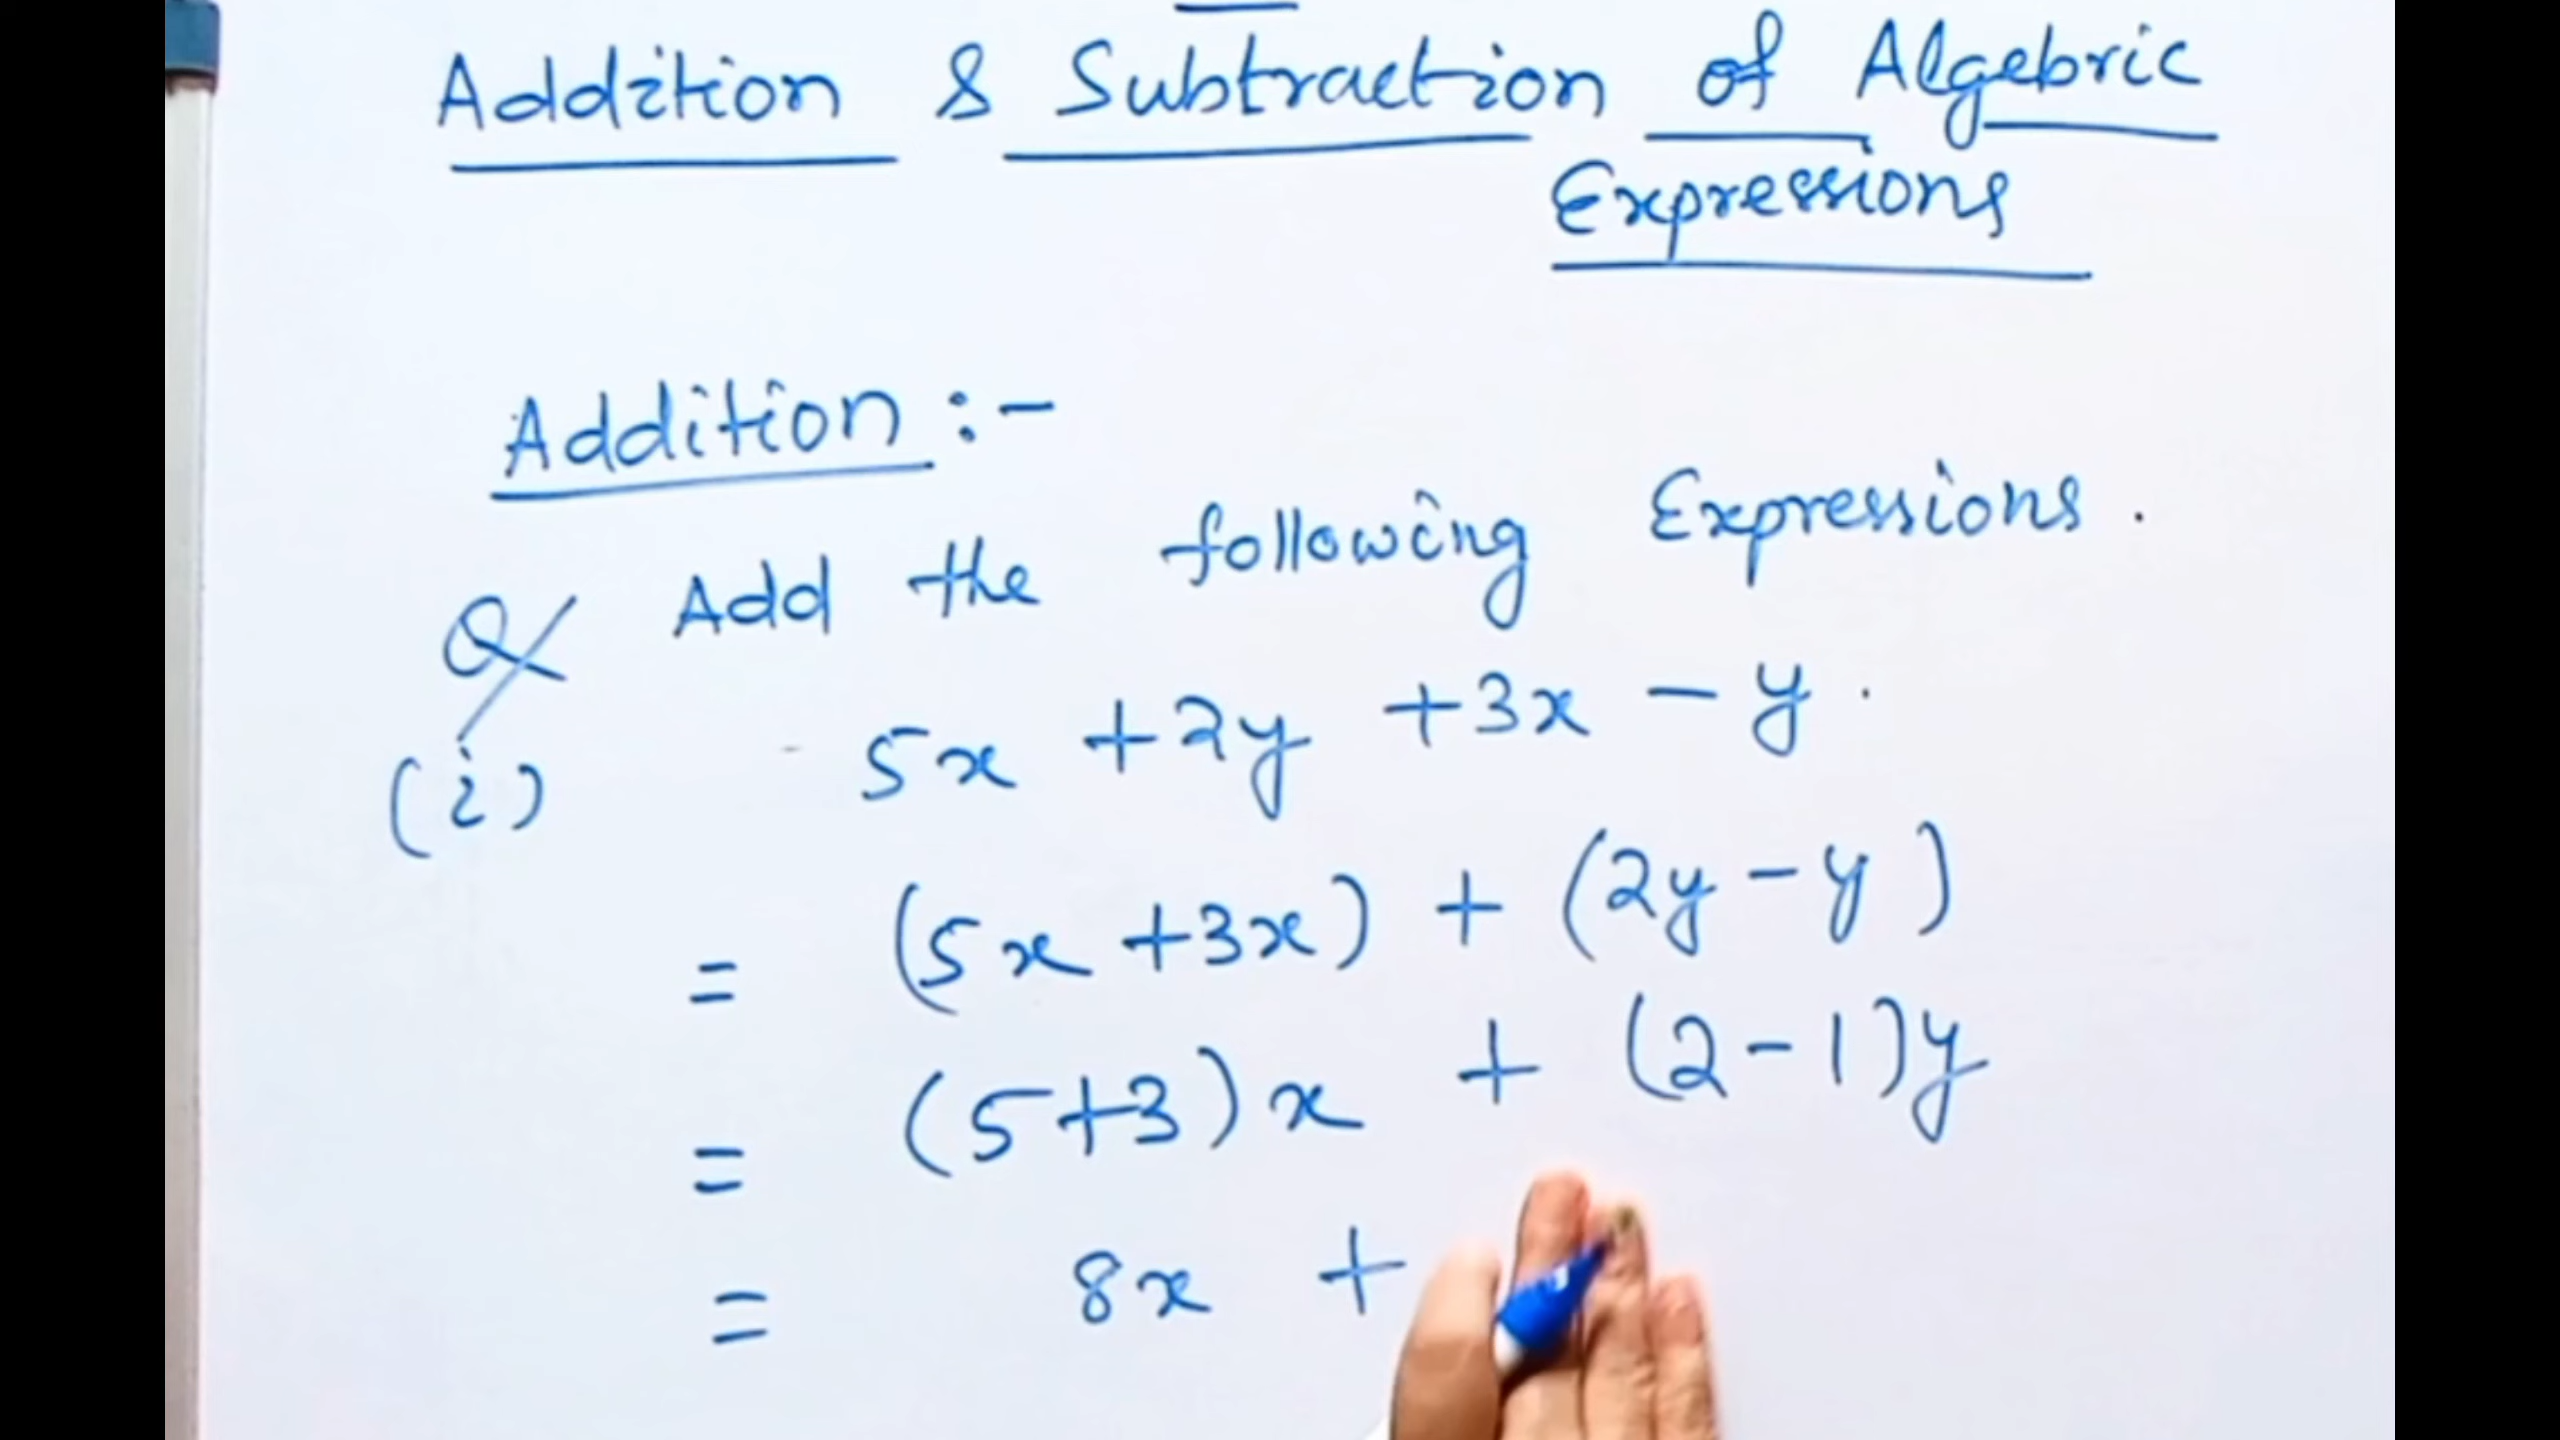 Addition & Subtraction of Algebric
Expressions
Addition :-
Q/ Add the following Expressions.
(i) 5x + 2y + 3x - y.
= (5x + 3x) + (2y - y)
= (5+3)x + (2-1)y
= 8x +